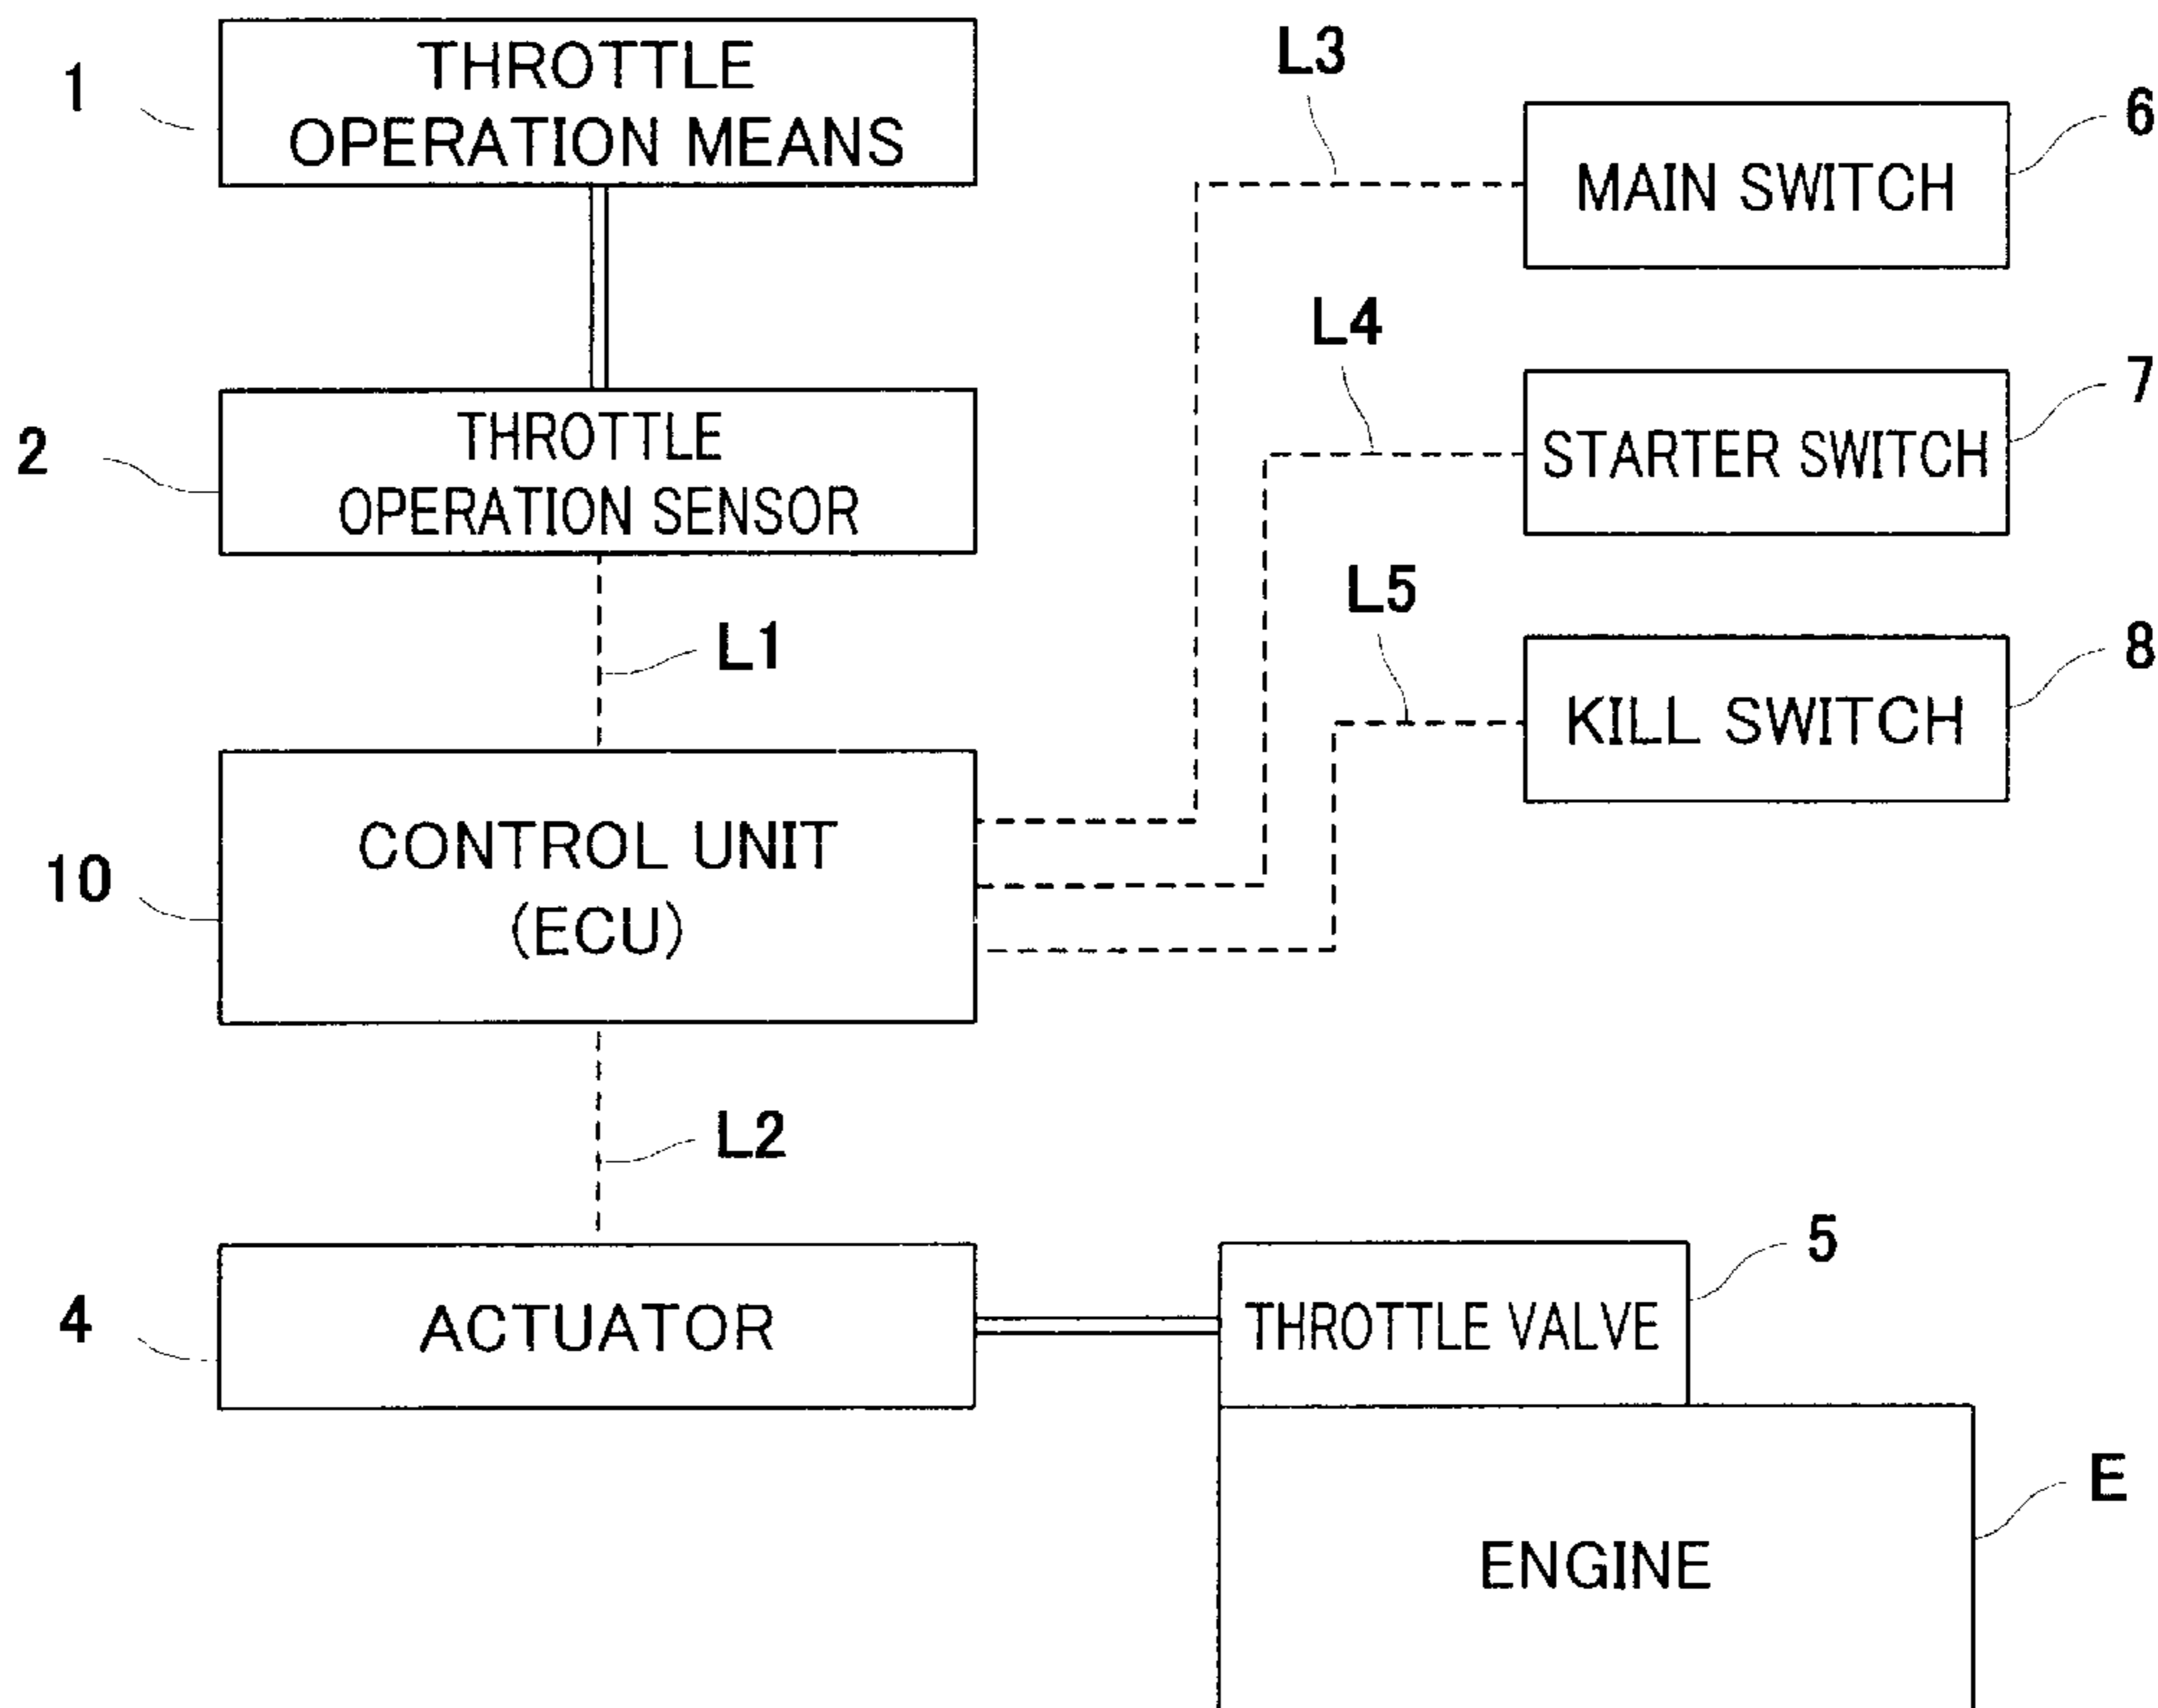 1
THROTTLE
OPERATION MEANS
L3
6
MAIN SWITCH
2
THROTTLE
OPERATION SENSOR
L4
7
STARTER SWITCH
L1
L5
8
KILL SWITCH
10
CONTROL UNIT
(ECU)
L2
4
ACTUATOR
5
THROTTLE VALVE
E
ENGINE